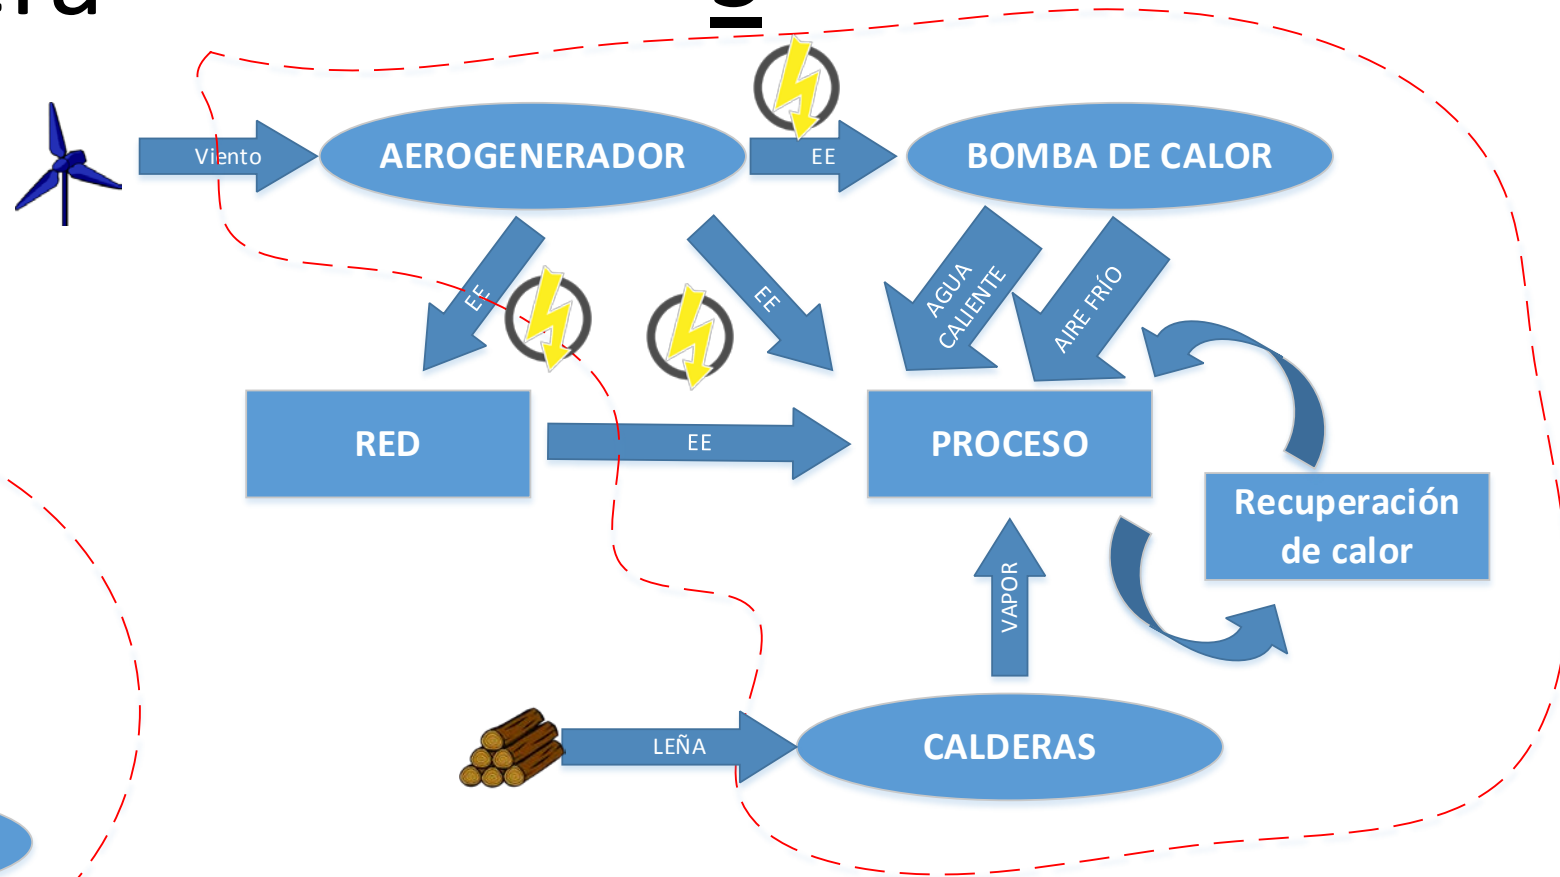 Viento
AEROGENERADOR
EE
BOMBA DE CALOR
EE
EE
AGUA
CALIENTE
AIRE FRÍO
RED
EE
PROCESO
Recuperación
de calor
VAPOR
LEÑA
CALDERAS